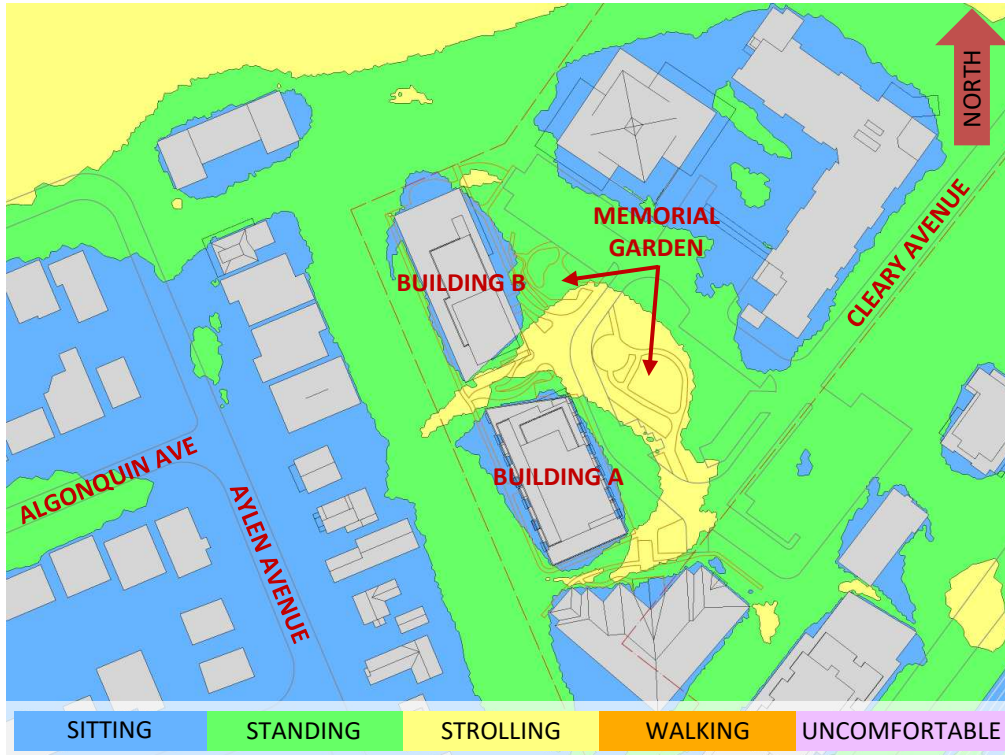 NORTH
MEMORIAL
GARDEN
CLEARY AVENUE
BUILDING B
BUILDING A
ALGONQUIN AVE
AYLEN AVENUE
SITTING
STANDING
STROLLING
WALKING
UNCOMFORTABLE